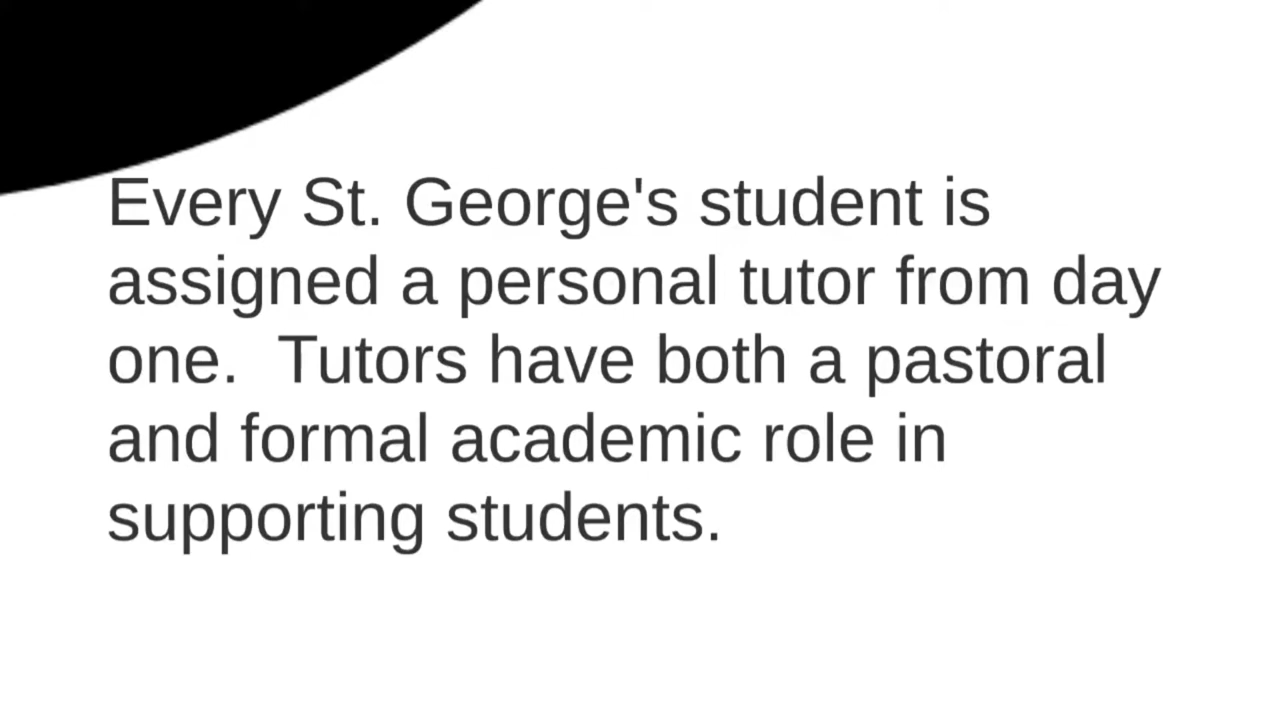 Every St. George's student is
assigned a personal tutor from day
one.  Tutors have both a pastoral
and formal academic role in
supporting students.